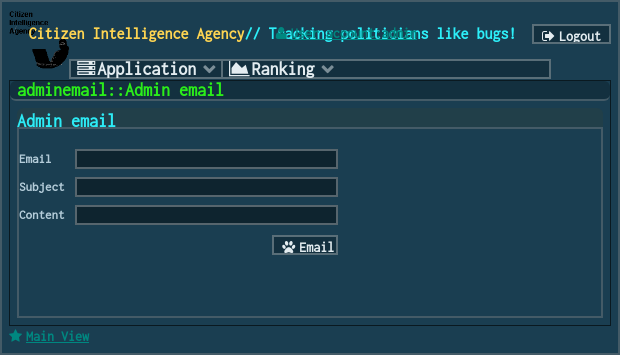 Citizen
Intelligence
Agency
Citizen Intelligence Agency// Tracking politicians like bugs!
Logout
Application
Ranking
adminemail::Admin email
Admin email
Email
Subject
Content
Email
Main View